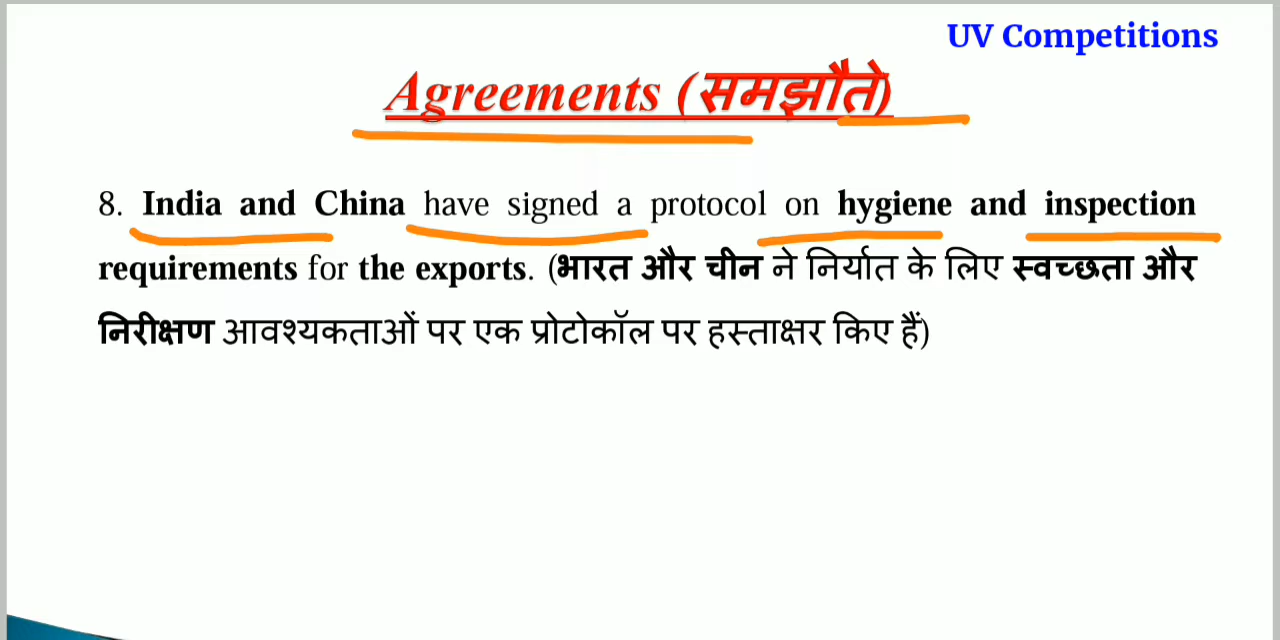 UV Competitions
Agreements (समझौते)
8. India and China have signed a protocol on hygiene and inspection
requirements for the exports. (भारत और चीन ने निर्यात के लिए स्वच्छता और
निरीक्षण आवश्यकताओं पर एक प्रोटोकॉल पर हस्ताक्षर किए हैं)